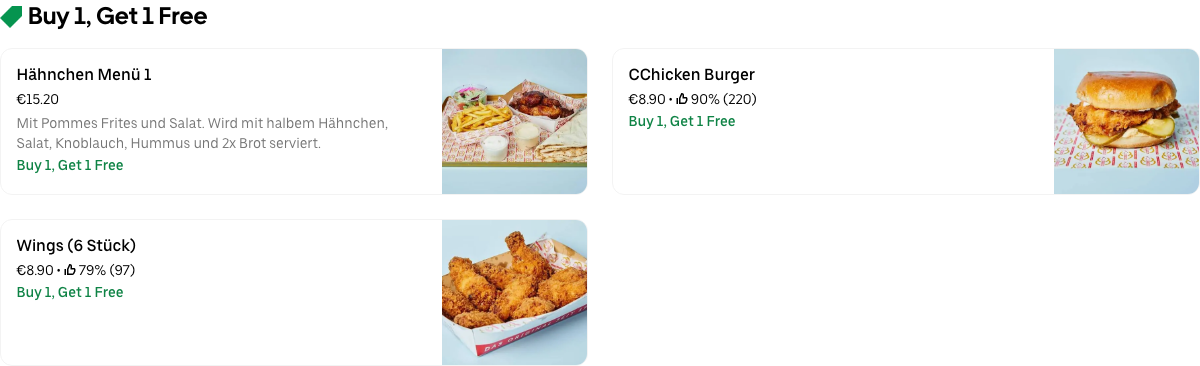 Buy 1, Get 1 Free
Hähnchen Menü 1
€15.20
Mit Pommes Frites und Salat. Wird mit halbem Hähnchen,
Salat, Knoblauch, Hummus und 2x Brot serviert.
Buy 1, Get 1 Free
CChicken Burger
€8.90 • 90% (220)
Buy 1, Get 1 Free
Wings (6 Stück)
€8.90 • 79% (97)
Buy 1, Get 1 Free
DAS ORIGINAL